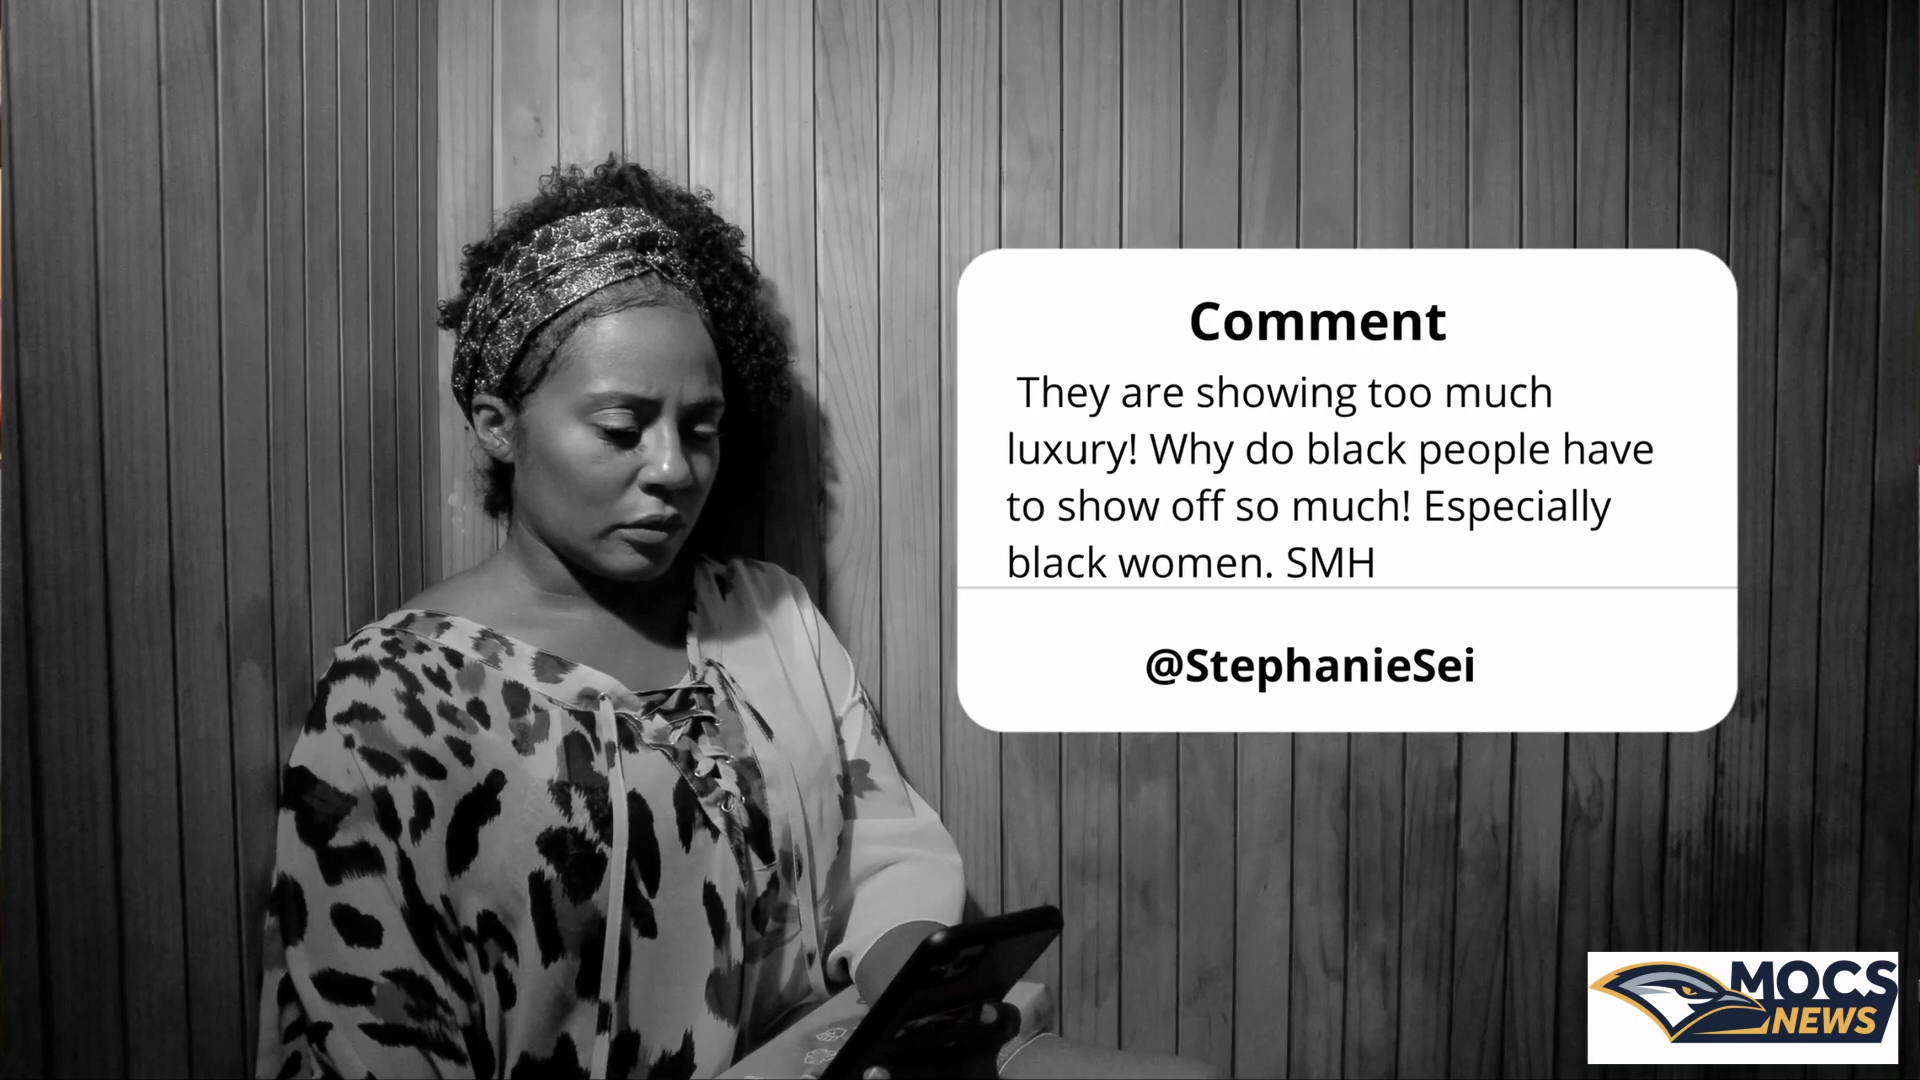 Comment
They are showing too much
luxury! Why do black people have
to show off so much! Especially
black women. SMH
@StephanieSei
MOCS
NEWS